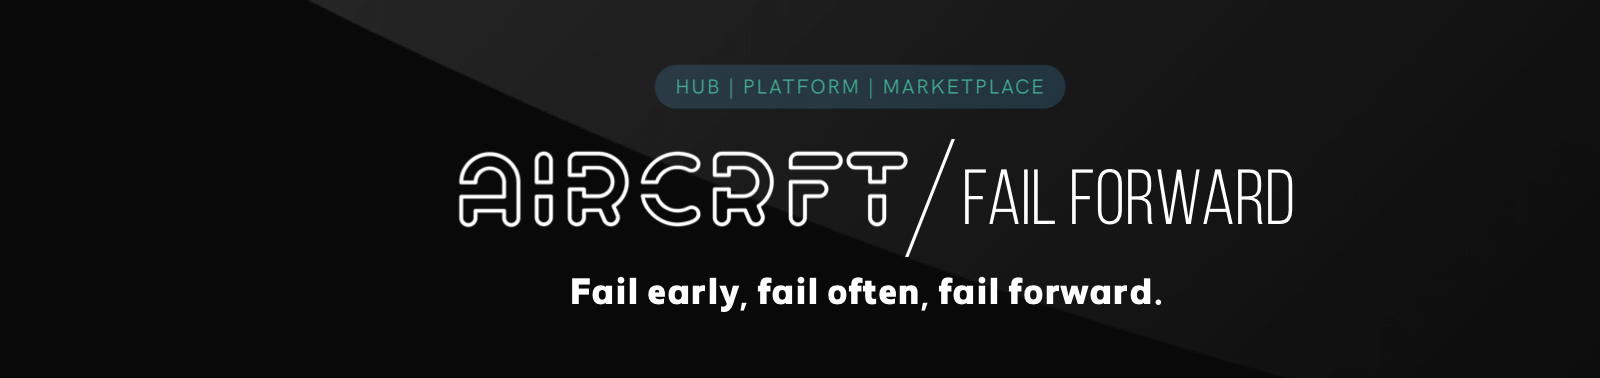 HUB | PLATFORM | MARKETPLACE
AIRCRFT / FAIL FORWARD
Fail early, fail often, fail forward.